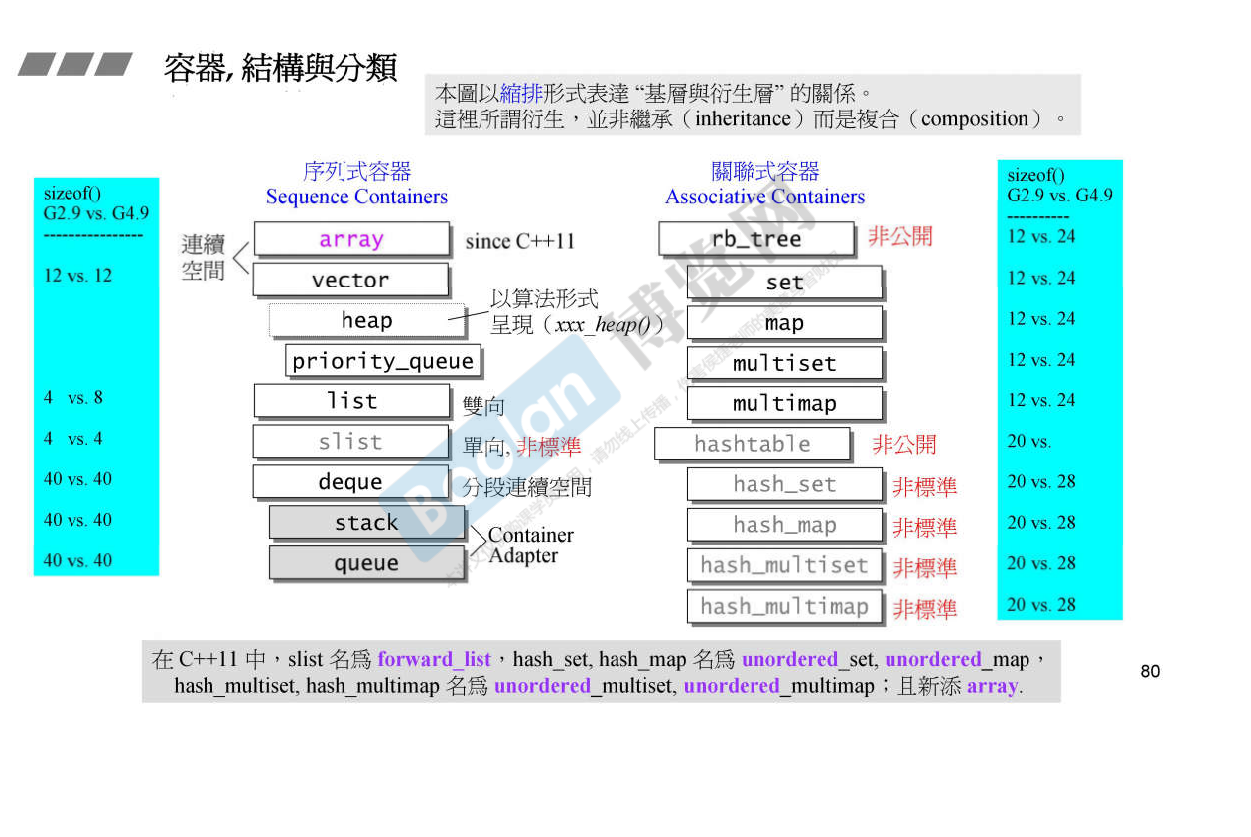 容器, 結構與分類
本圖以縮排形式表達 “基層與衍生層” 的關係。
這裡所謂衍生，並非繼承（inheritance）而是複合（composition）。
sizeof()
G2.9 vs. G4.9
----------------
12 vs. 12
4 vs. 8
4 vs. 4
40 vs. 40
40 vs. 40
40 vs. 40
序列式容器
Sequence Containers
連續
空間
array
since C++11
vector
heap
以算法形式
呈現（xxx_heap()）
priority_queue
list
雙向
slist
單向, 非標準
deque
分段連續空間
stack
queue
Container
Adapter
關聯式容器
Associative Containers
rb_tree
非公開
set
map
multiset
multimap
hashtable
非公開
hash_set
非標準
hash_map
非標準
hash_multiset
非標準
hash_multimap
非標準
sizeof()
G2.9 vs. G4.9
----------
12 vs. 24
12 vs. 24
12 vs. 24
12 vs. 24
12 vs. 24
20 vs.
20 vs. 28
20 vs. 28
20 vs. 28
20 vs. 28
Boolan 博览网
在 C++11 中，slist 名爲 forward_list，hash_set, hash_map 名爲 unordered_set, unordered_map，
hash_multiset, hash_multimap 名爲 unordered_multiset, unordered_multimap；且新添 array.
80